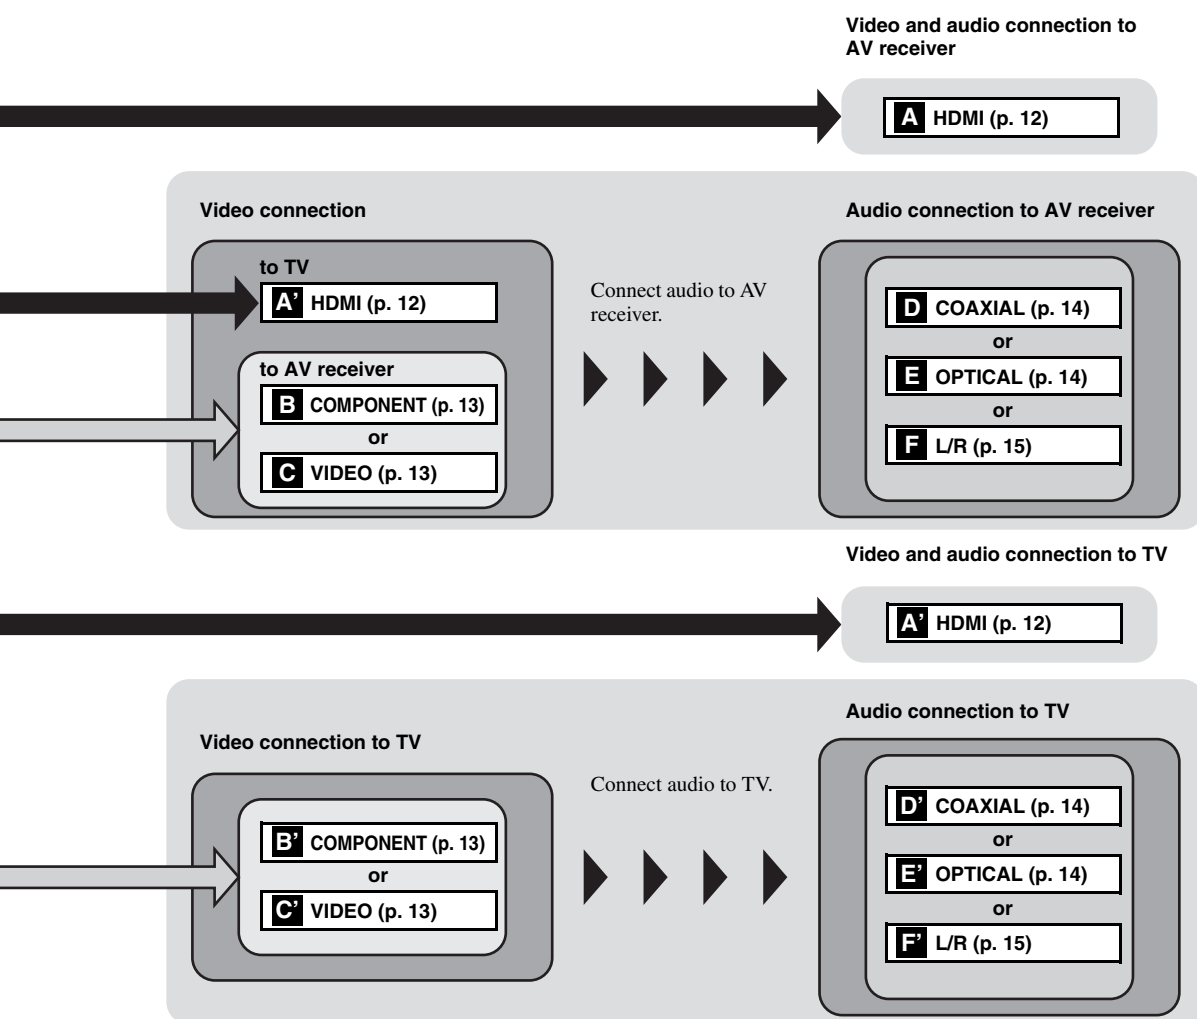 Video and audio connection to
AV receiver
A HDMI (p. 12)
Video connection
Audio connection to AV receiver
to TV
A’ HDMI (p. 12)
to AV receiver
B COMPONENT (p. 13)
or
C VIDEO (p. 13)
Connect audio to AV
receiver.
D COAXIAL (p. 14)
or
E OPTICAL (p. 14)
or
F L/R (p. 15)
Video and audio connection to TV
A’ HDMI (p. 12)
Video connection to TV
Audio connection to TV
B’ COMPONENT (p. 13)
or
C’ VIDEO (p. 13)
Connect audio to TV.
D’ COAXIAL (p. 14)
or
E’ OPTICAL (p. 14)
or
F’ L/R (p. 15)